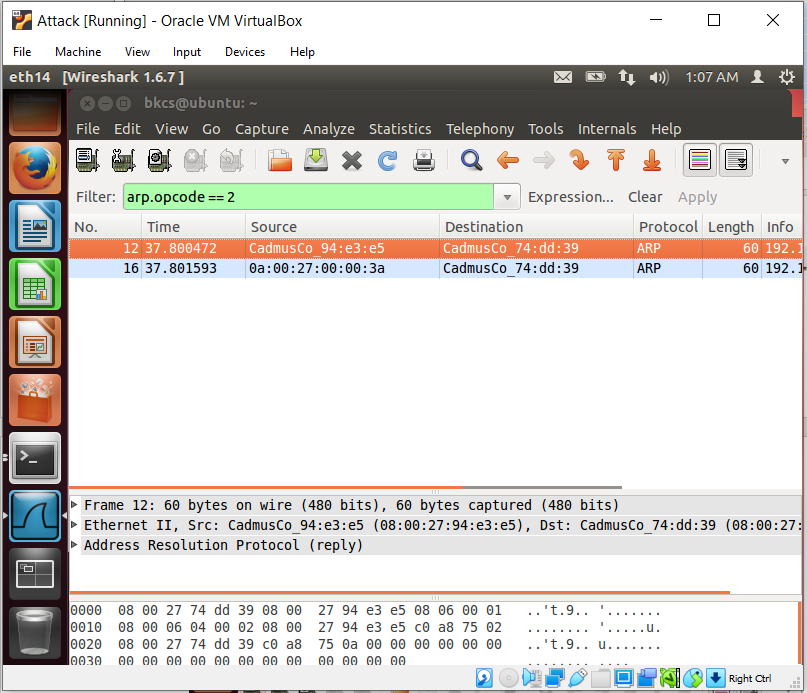 Attack [Running] - Oracle VM VirtualBox
File Machine View Input Devices Help
eth14 [Wireshark 1.6.7 ] 1:07 AM
bkcs@ubuntu: ~
File Edit View Go Capture Analyze Statistics Telephony Tools Internals Help
Filter: arp.opcode == 2 Expression... Clear Apply
No. Time Source Destination Protocol Length Info
12 37.800472 CadmusCo_94:e3:e5 CadmusCo_74:dd:39 ARP 60 192.1
16 37.801593 0a:00:27:00:00:3a CadmusCo_74:dd:39 ARP 60 192.1
Frame 12: 60 bytes on wire (480 bits), 60 bytes captured (480 bits)
Ethernet II, Src: CadmusCo_94:e3:e5 (08:00:27:94:e3:e5), Dst: CadmusCo_74:dd:39 (08:00:27:
Address Resolution Protocol (reply)
0000 08 00 27 74 dd 39 08 00 27 94 e3 e5 08 06 00 01 ..'t.9.. '.......
0010 08 00 06 04 00 02 08 00 27 94 e3 e5 c0 a8 75 02 ........ '.....u.
0020 08 00 27 74 dd 39 c0 a8 75 0a 00 00 00 00 00 00 ..'t.9.. u.......
0030 00 00 00 00 00 00 00 00 00 00 00 00 ........ ....
Right Ctrl